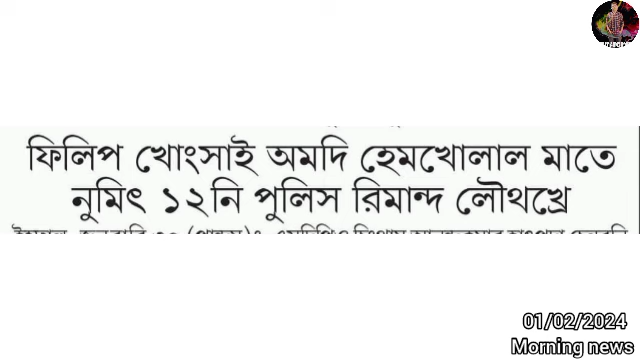 ফিলিপ খোংসাই অমদি হেমখোলাল মাতে
নুমিৎ ১২নি পুলিস রিমান্দ লৌথখ্রে
01/02/2024
Morning news